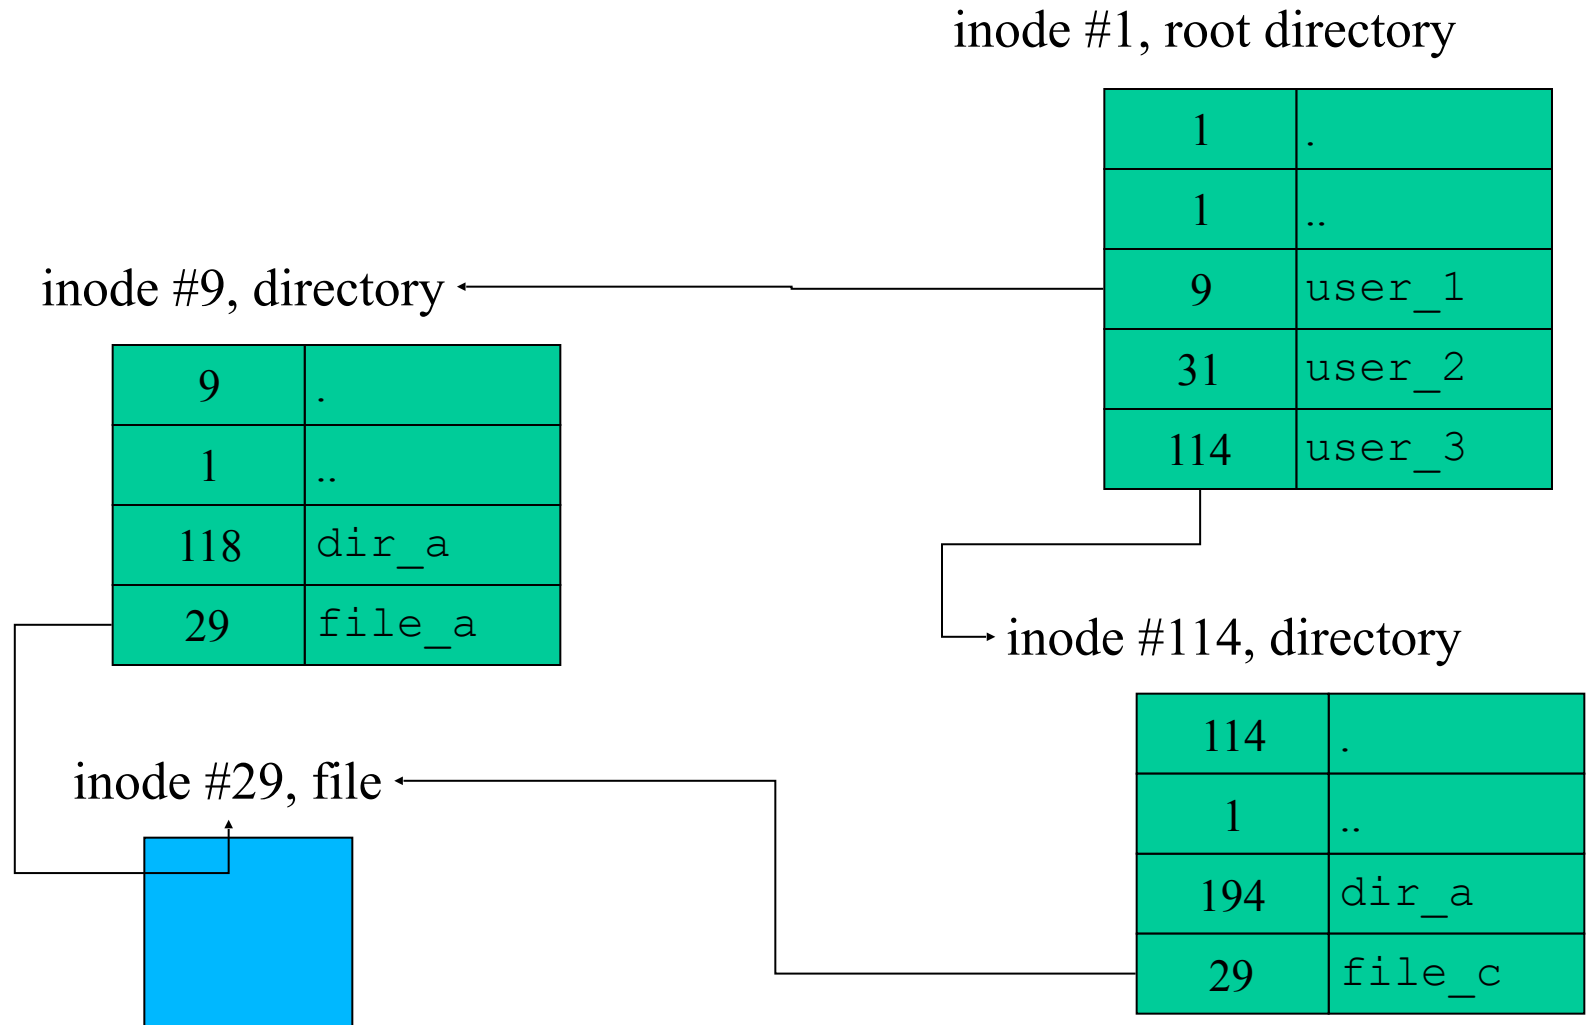 inode #1, root directory
1 .
1 ..
9 user_1
31 user_2
114 user_3
inode #9, directory
9 .
1 ..
118 dir_a
29 file_a
inode #114, directory
114 .
1 ..
194 dir_a
29 file_c
inode #29, file